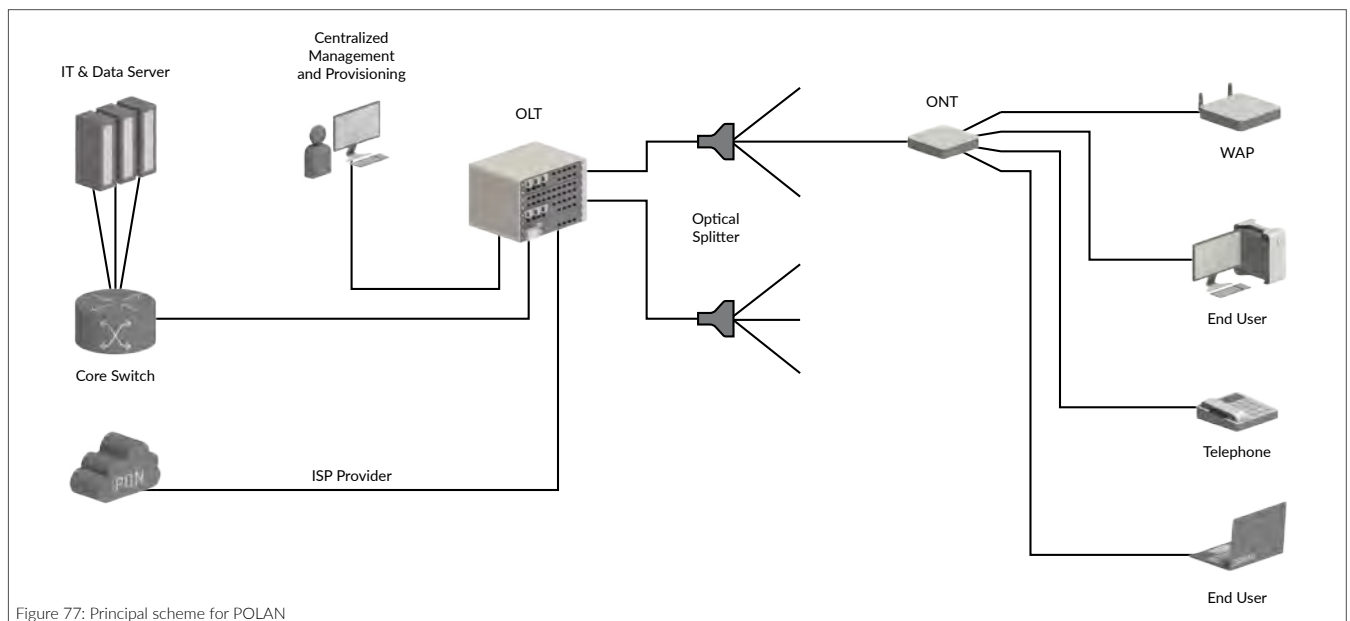 Centralized
Management
and Provisioning
IT & Data Server
OLT
ONT
WAP
Optical
Splitter
End User
Core Switch
Telephone
ISP Provider
PDN
End User
Figure 77: Principal scheme for POLAN